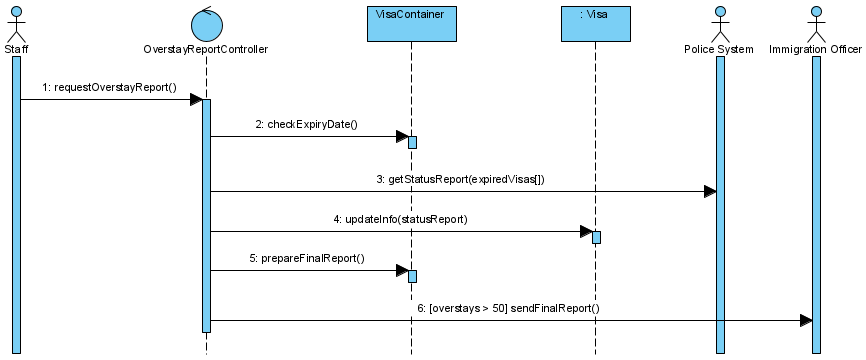 VisaContainer
: Visa
Staff
OverstayReportController
Police System
Immigration Officer
1: requestOverstayReport()
2: checkExpiryDate()
3: getStatusReport(expiredVisas[])
4: updateInfo(statusReport)
5: prepareFinalReport()
6: [overstays > 50] sendFinalReport()